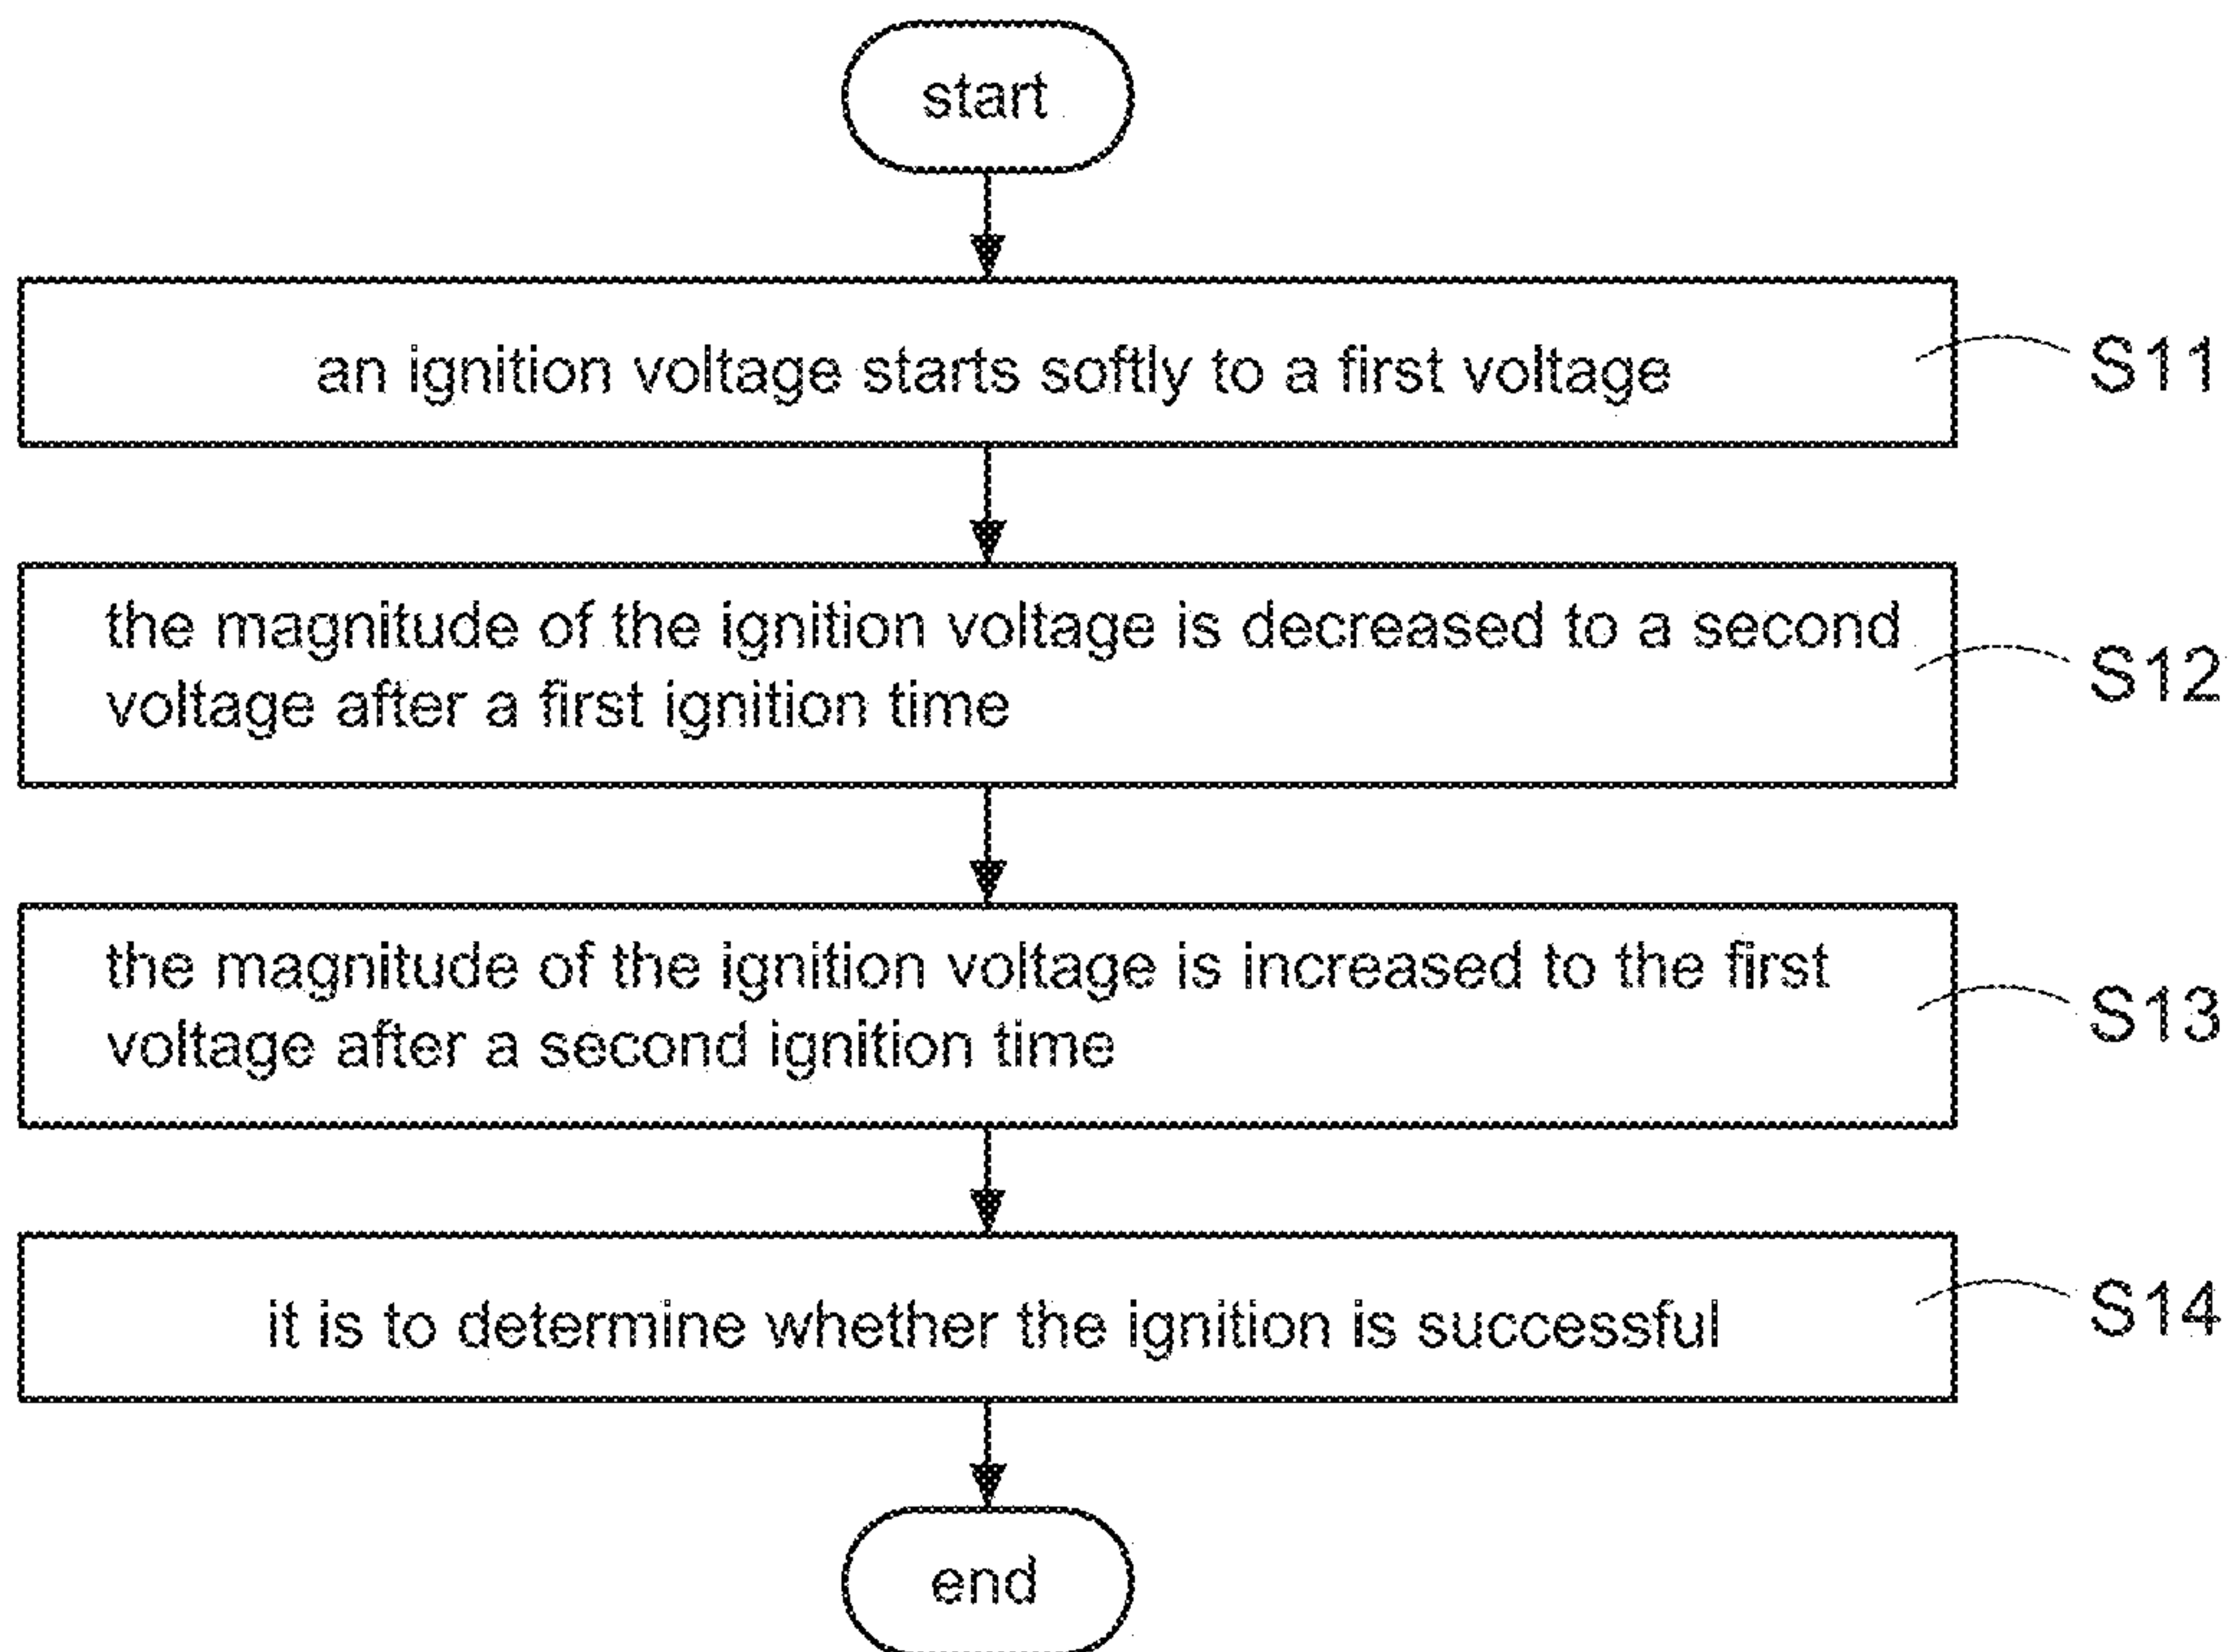 start
an ignition voltage starts softly to a first voltage
S11
the magnitude of the ignition voltage is decreased to a second
voltage after a first ignition time
S12
the magnitude of the ignition voltage is increased to the first
voltage after a second ignition time
S13
it is to determine whether the ignition is successful
S14
end